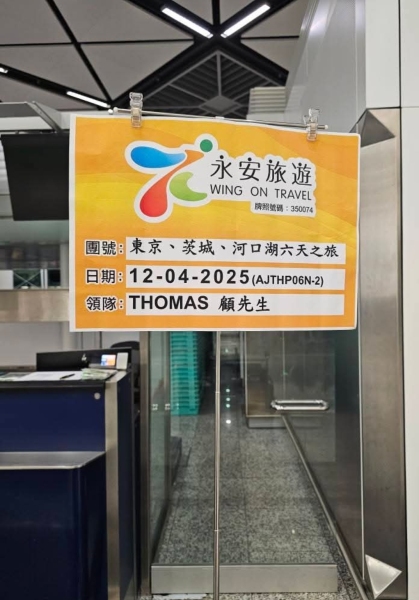 永安旅遊
WING ON TRAVEL
牌照號碼：350074
團號：東京、茨城、河口湖六天之旅
日期：12-04-2025(AJTHP06N-2)
領隊：THOMAS 顧先生